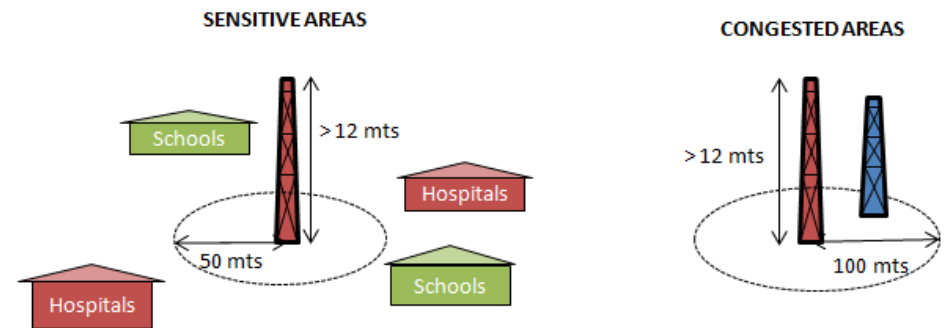 SENSITIVE AREAS
CONGESTED AREAS
Schools
>12 mts
Hospitals
50 mts
Schools
Hospitals
>12 mts
100 mts